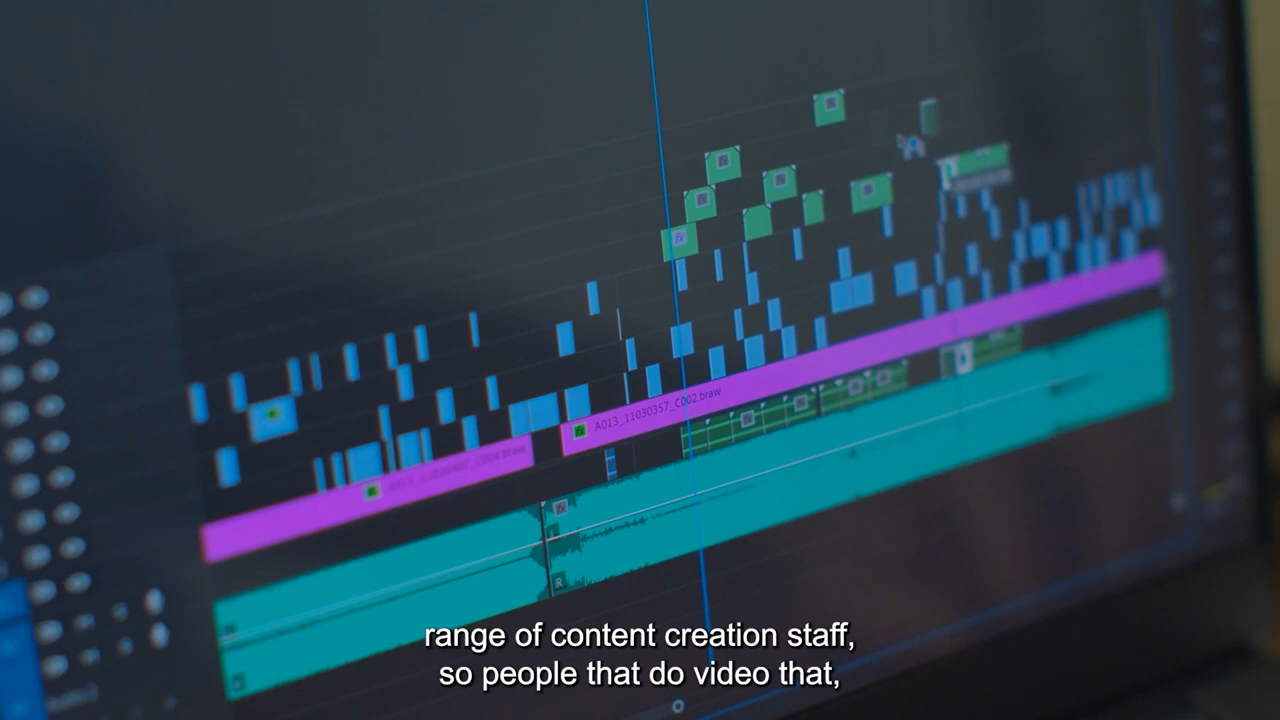 A013_11030357_C002.braw
R
range of content creation staff,
so people that do video that,